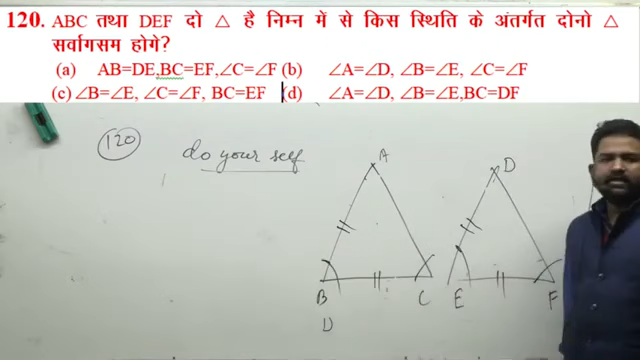 120. ABC तथा DEF दो △ है निम्न में से किस स्थिति के अंतर्गत दोनो △
सर्वागसम होगे?
(a) AB=DE,BC=EF,∠C=∠F (b) ∠A=∠D, ∠B=∠E, ∠C=∠F
(c) ∠B=∠E, ∠C=∠F, BC=EF (d) ∠A=∠D, ∠B=∠E,BC=DF
120
do your self
A
D
B C E F
D